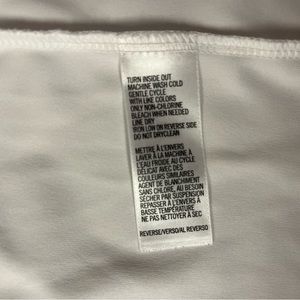 TURN INSIDE OUT
MACHINE WASH COLD
GENTLE CYCLE
WITH LIKE COLORS
ONLY NON-CHLORINE
BLEACH WHEN NEEDED
LINE DRY
IRON LOW ON REVERSE SIDE
DO NOT DRYCLEAN
METTRE À L'ENVERS
LAVER À LA MACHINE À
L'EAU FROIDE AU CYCLE
DÉLICAT AVEC DES
COULEURS SIMILAIRES
AGENT DE BLANCHIMENT
SANS CHLORE, AU BESOIN
SÉCHER PAR SUSPENSION
REPASSER À L'ENVERS À
BASSE TEMPÉRATURE
NE PAS NETTOYER À SEC
REVERSE/VERSO/AL REVERSO